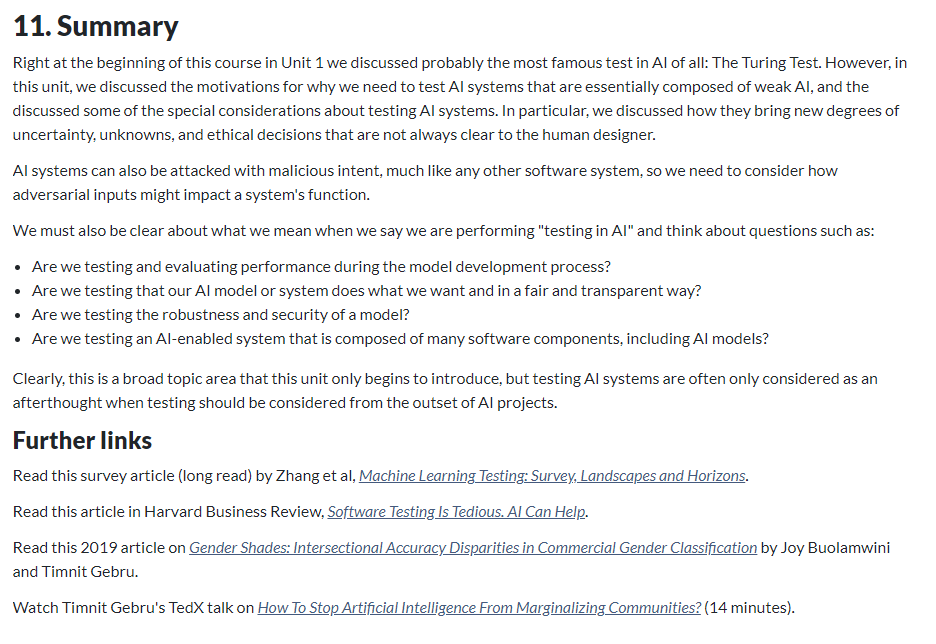 11. Summary
Right at the beginning of this course in Unit 1 we discussed probably the most famous test in AI of all: The Turing Test. However, in
this unit, we discussed the motivations for why we need to test AI systems that are essentially composed of weak AI, and the
discussed some of the special considerations about testing AI systems. In particular, we discussed how they bring new degrees of
uncertainty, unknowns, and ethical decisions that are not always clear to the human designer.
AI systems can also be attacked with malicious intent, much like any other software system, so we need to consider how
adversarial inputs might impact a system's function.
We must also be clear about what we mean when we say we are performing "testing in AI" and think about questions such as:
• Are we testing and evaluating performance during the model development process?
• Are we testing that our AI model or system does what we want and in a fair and transparent way?
• Are we testing the robustness and security of a model?
• Are we testing an AI-enabled system that is composed of many software components, including AI models?
Clearly, this is a broad topic area that this unit only begins to introduce, but testing AI systems are often only considered as an
afterthought when testing should be considered from the outset of AI projects.
Further links
Read this survey article (long read) by Zhang et al, Machine Learning Testing: Survey, Landscapes and Horizons.
Read this article in Harvard Business Review, Software Testing Is Tedious. AI Can Help.
Read this 2019 article on Gender Shades: Intersectional Accuracy Disparities in Commercial Gender Classification by Joy Buolamwini
and Timnit Gebru.
Watch Timnit Gebru's TedX talk on How To Stop Artificial Intelligence From Marginalizing Communities? (14 minutes).